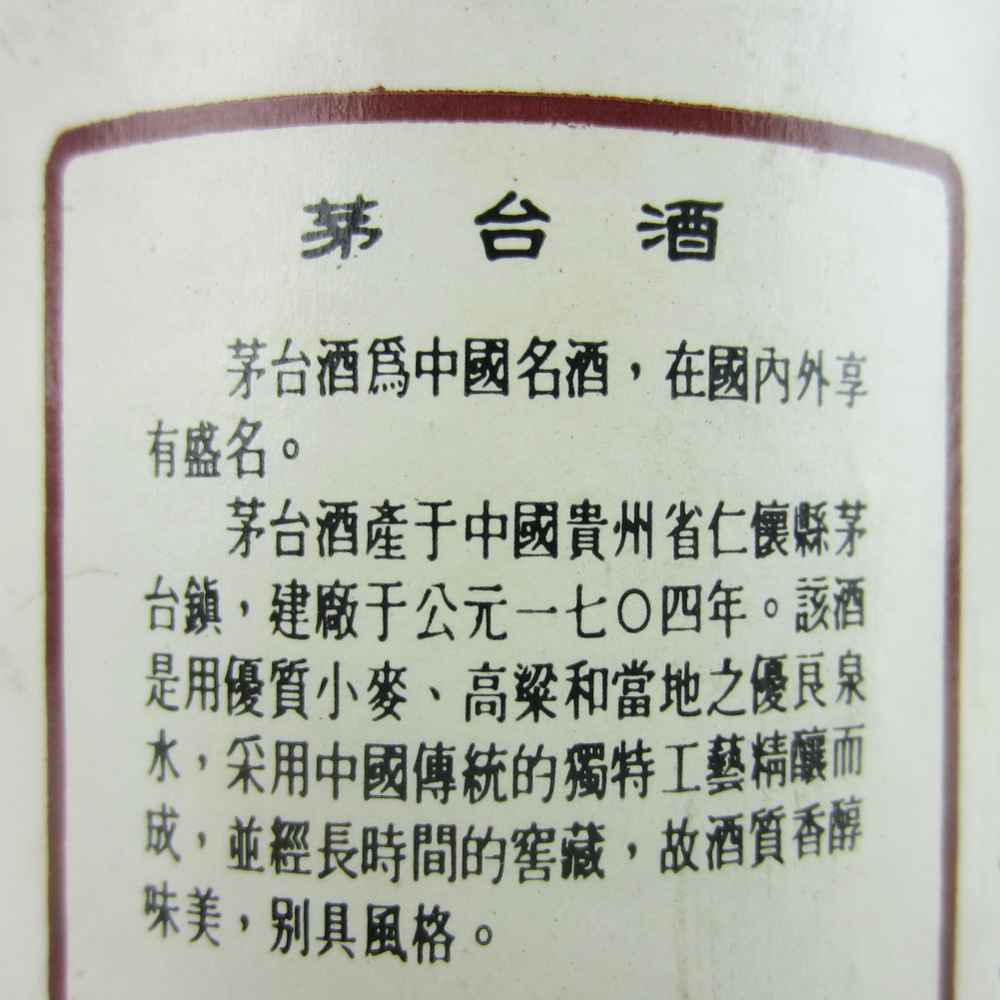 茅台酒
茅台酒爲中國名酒，在國內外享
有盛名。
茅台酒產于中國貴州省仁懷縣茅
台鎮，建廠于公元一七〇四年。該酒
是用優質小麥、高粱和當地之優良泉
水，采用中國傳統的獨特工藝精釀而
成，並經長時間的窖藏，故酒質香醇
味美，别具風格。